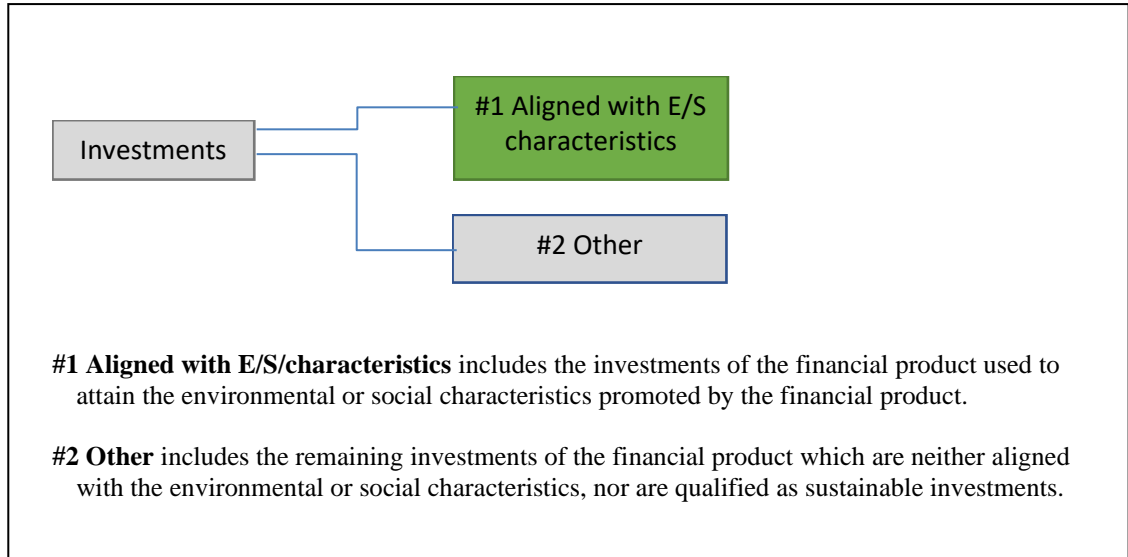 #1 Aligned with E/S
characteristics
Investments
#2 Other
#1 Aligned with E/S/characteristics includes the investments of the financial product used to
attain the environmental or social characteristics promoted by the financial product.
#2 Other includes the remaining investments of the financial product which are neither aligned
with the environmental or social characteristics, nor are qualified as sustainable investments.